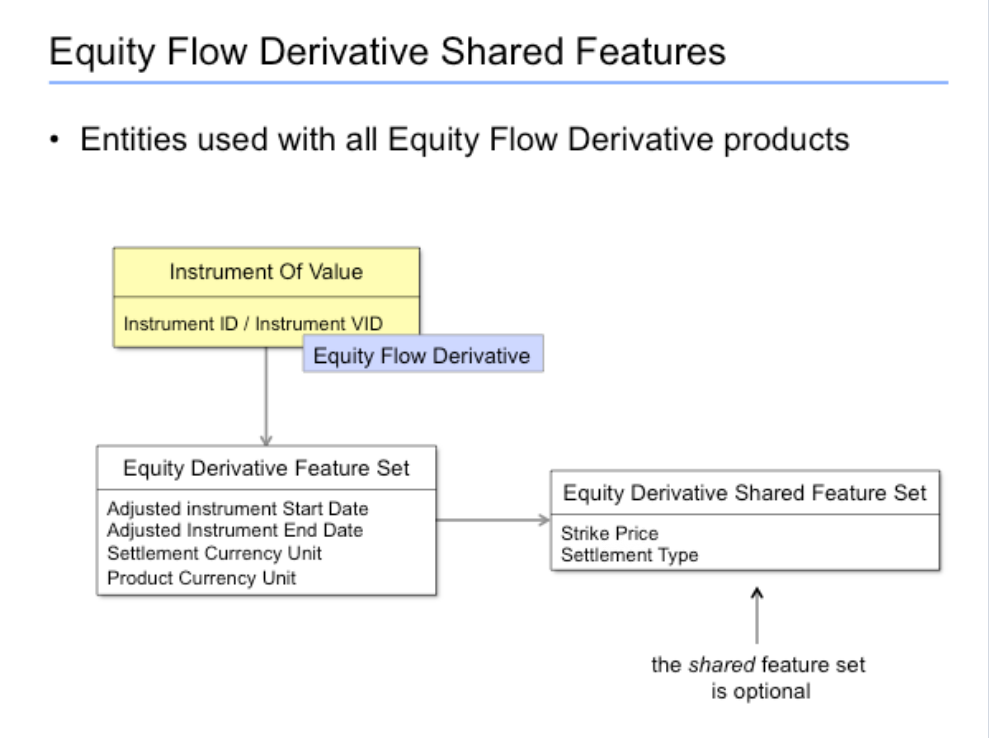 Equity Flow Derivative Shared Features
• Entities used with all Equity Flow Derivative products
Instrument Of Value
Instrument ID / Instrument VID
Equity Flow Derivative
Equity Derivative Feature Set
Adjusted instrument Start Date
Adjusted Instrument End Date
Settlement Currency Unit
Product Currency Unit
Equity Derivative Shared Feature Set
Strike Price
Settlement Type
the shared feature set
is optional